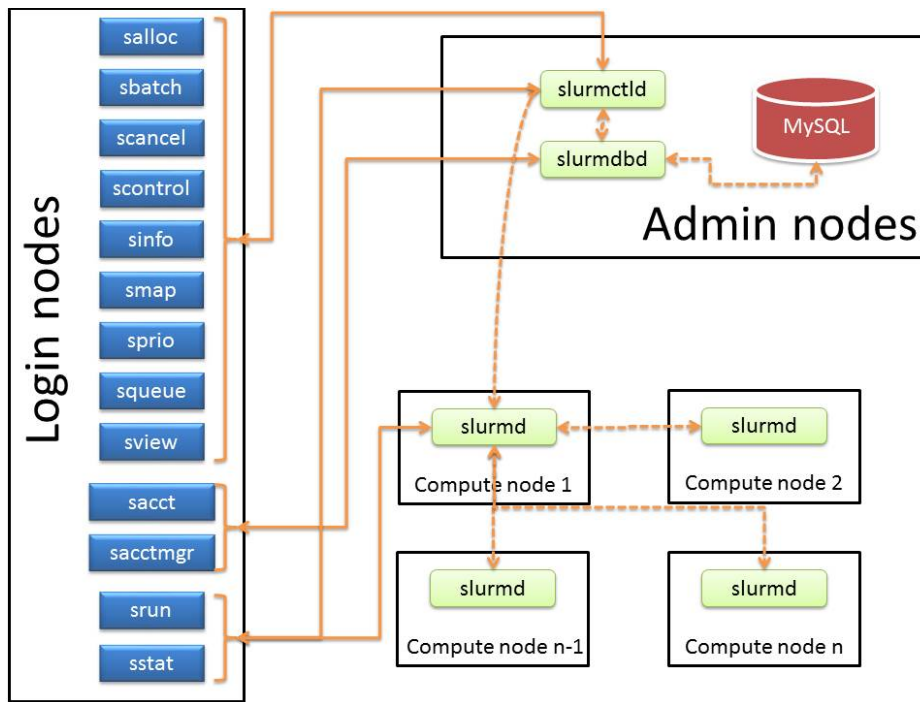 Login nodes
salloc
sbatch
scancel
scontrol
sinfo
smap
sprio
squeue
sview
sacct
sacctmgr
srun
sstat
slurmctld
slurmdbd
MySQL
Admin nodes
slurmd
Compute node 1
slurmd
Compute node 2
slurmd
Compute node n-1
slurmd
Compute node n